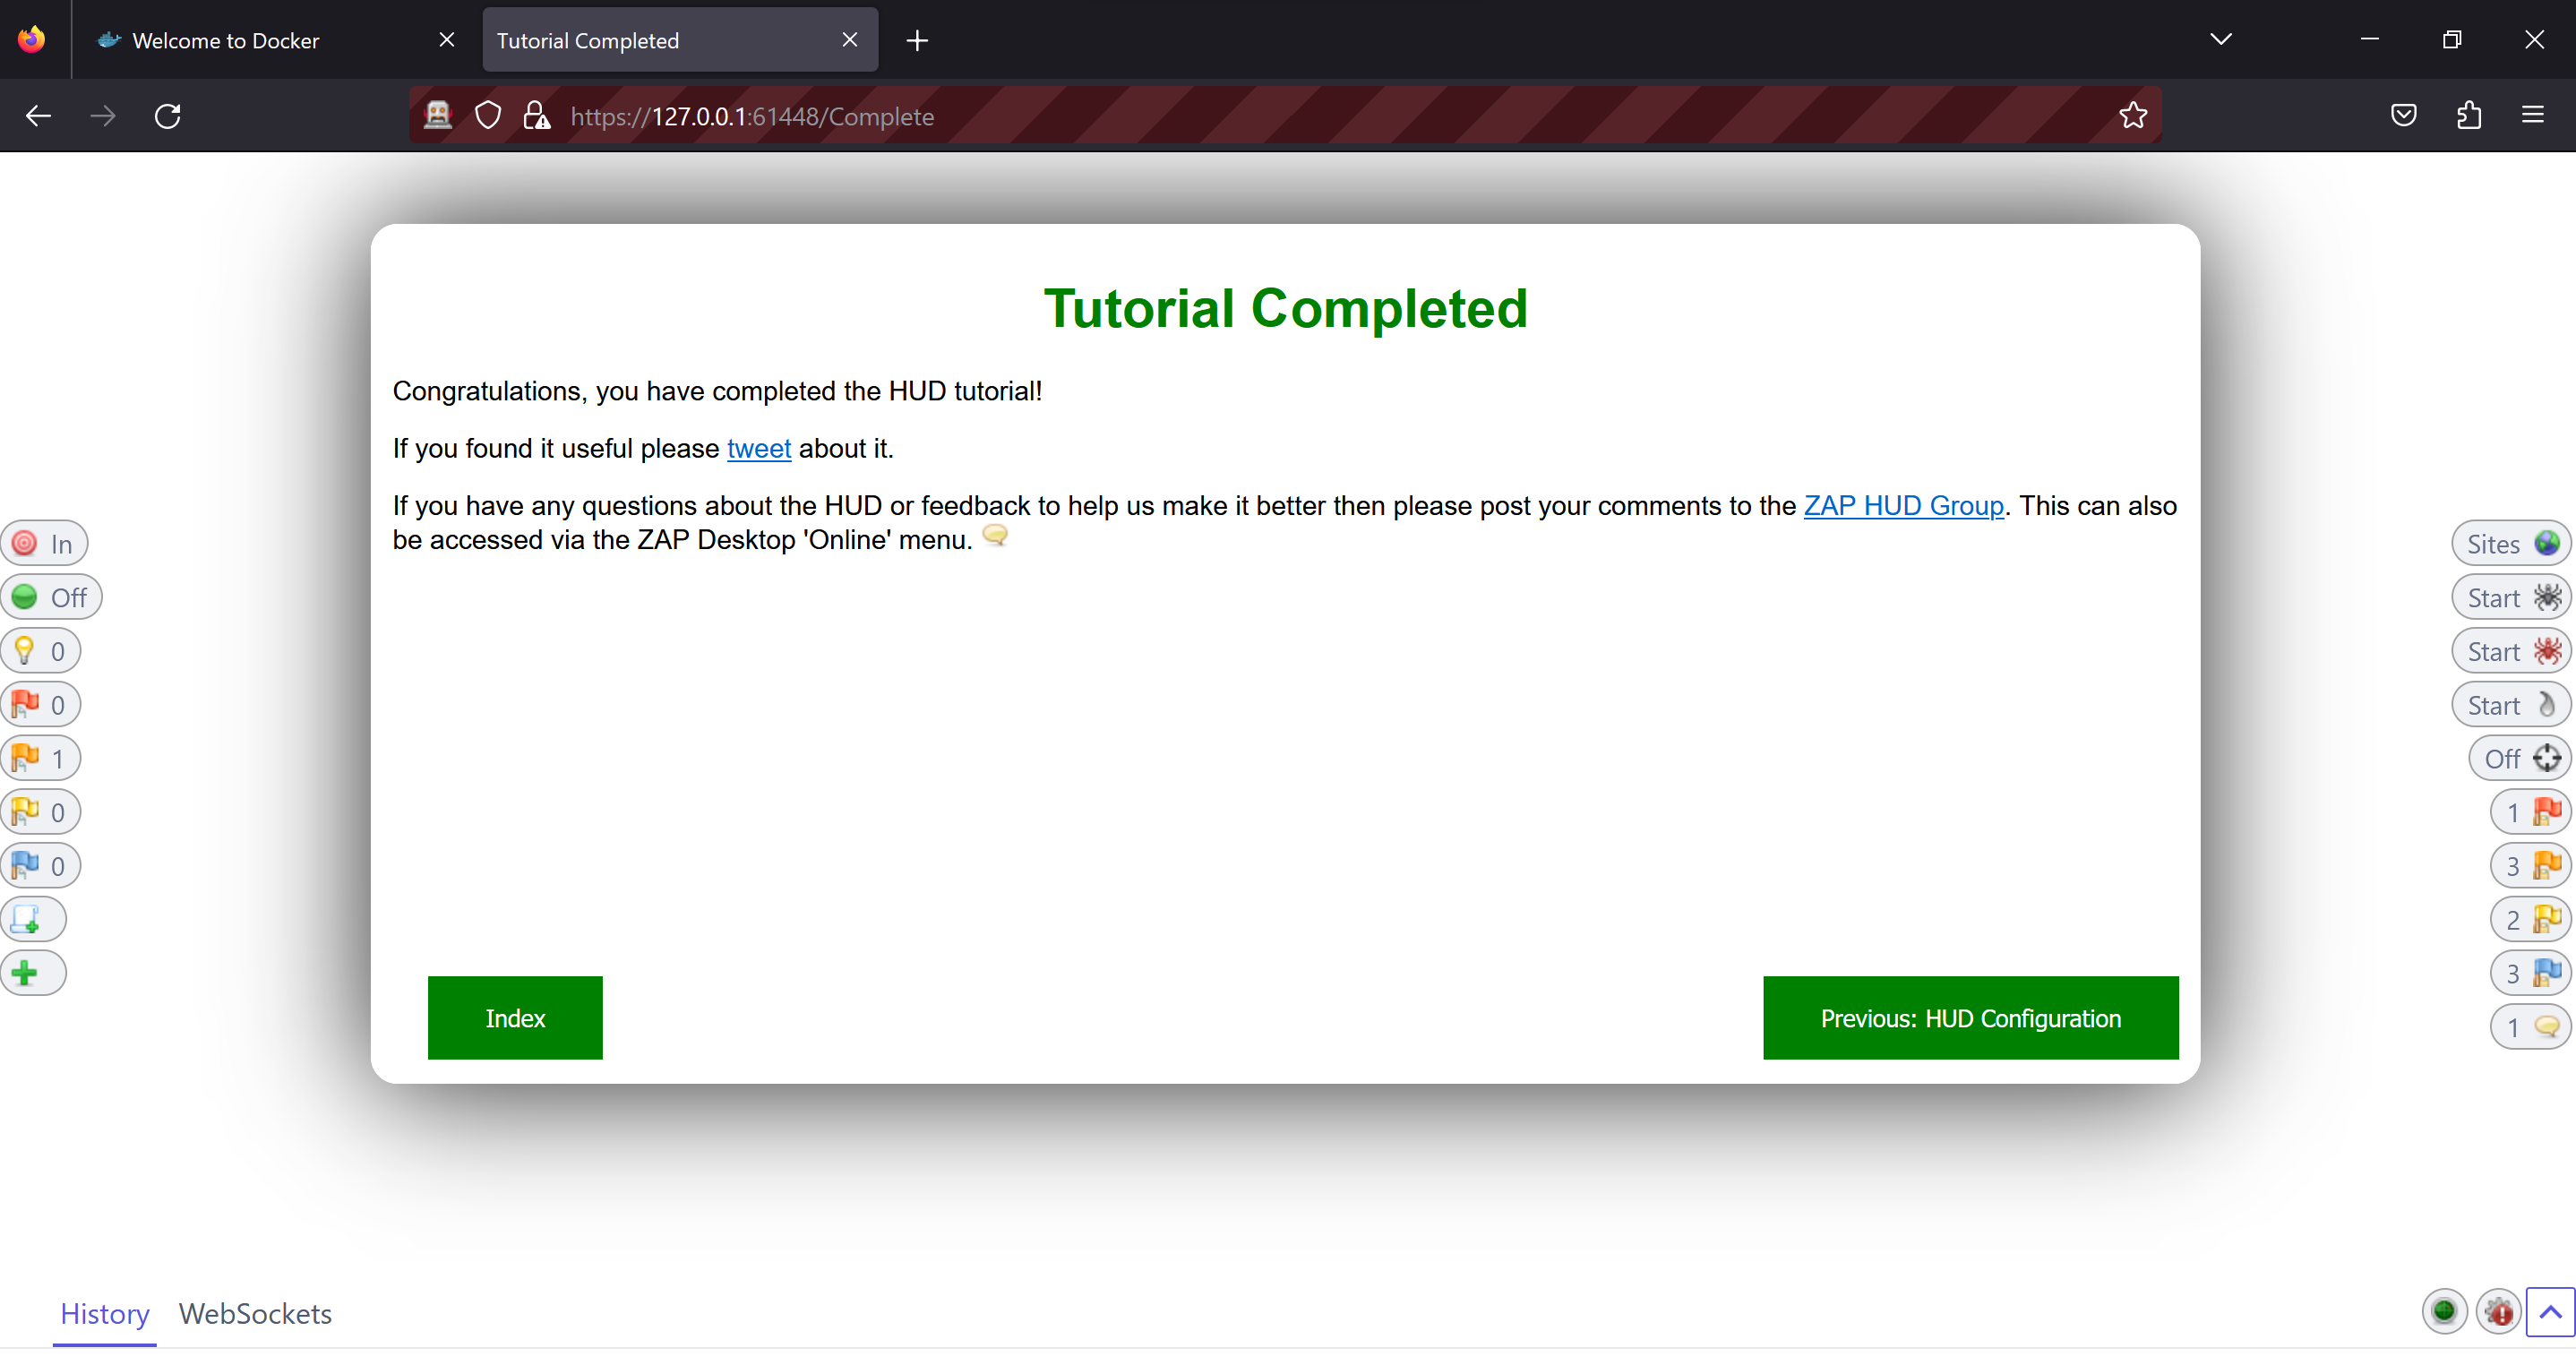 Welcome to Docker
Tutorial Completed
https://127.0.0.1:61448/Complete
Tutorial Completed
Congratulations, you have completed the HUD tutorial!
If you found it useful please tweet about it.
If you have any questions about the HUD or feedback to help us make it better then please post your comments to the ZAP HUD Group. This can also
be accessed via the ZAP Desktop 'Online' menu.
In
Off
0
0
1
0
0
Sites
Start
Start
Start
Off
1
3
2
3
1
Index
Previous: HUD Configuration
History
WebSockets